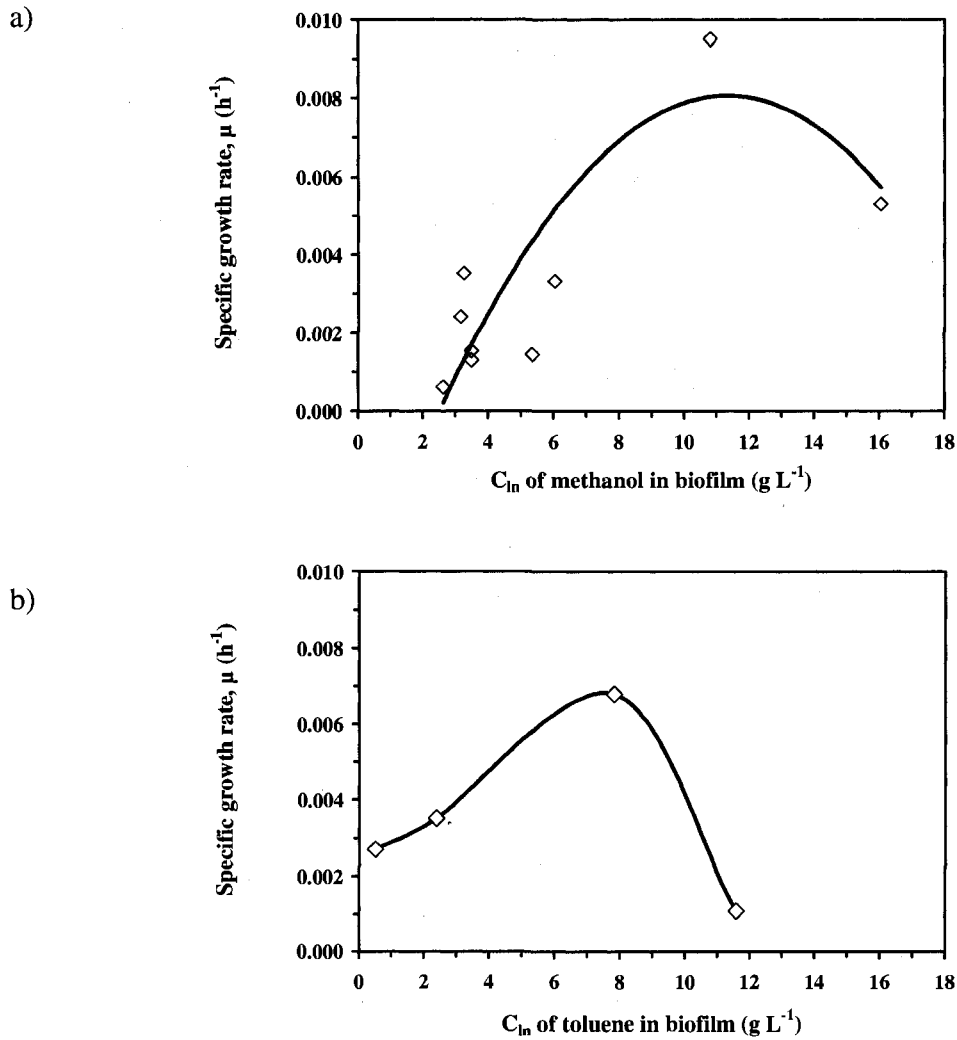 a)
Specific growth rate, μ (h⁻¹)
0.010
0.008
0.006
0.004
0.002
0.000
0 2 4 6 8 10 12 14 16 18
C_ln of methanol in biofilm (g L⁻¹)
b)
Specific growth rate, μ (h⁻¹)
0.010
0.008
0.006
0.004
0.002
0.000
0 2 4 6 8 10 12 14 16 18
C_ln of toluene in biofilm (g L⁻¹)